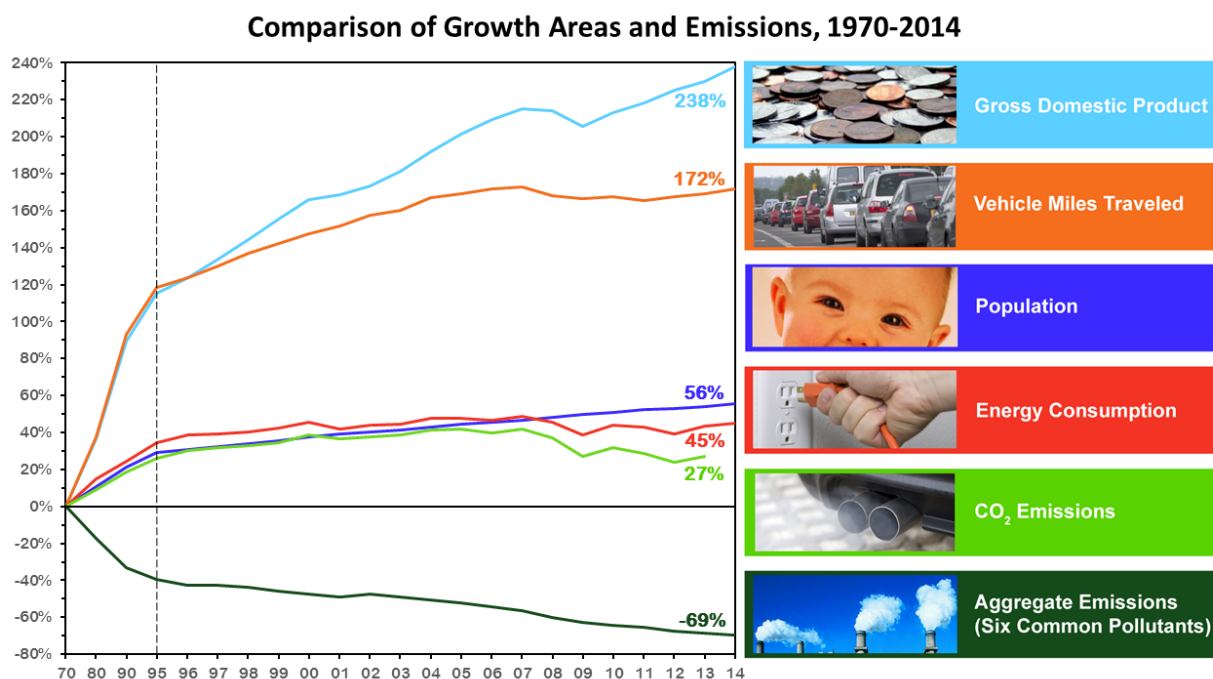 Comparison of Growth Areas and Emissions, 1970-2014
240%
220%
200%
180%
160%
140%
120%
100%
80%
60%
40%
20%
0%
-20%
-40%
-60%
-80%
238%
172%
56%
45%
27%
-69%
70 80 90 95 96 97 98 99 00 01 02 03 04 05 06 07 08 09 10 11 12 13 14
Gross Domestic Product
Vehicle Miles Traveled
Population
Energy Consumption
CO₂ Emissions
Aggregate Emissions
(Six Common Pollutants)